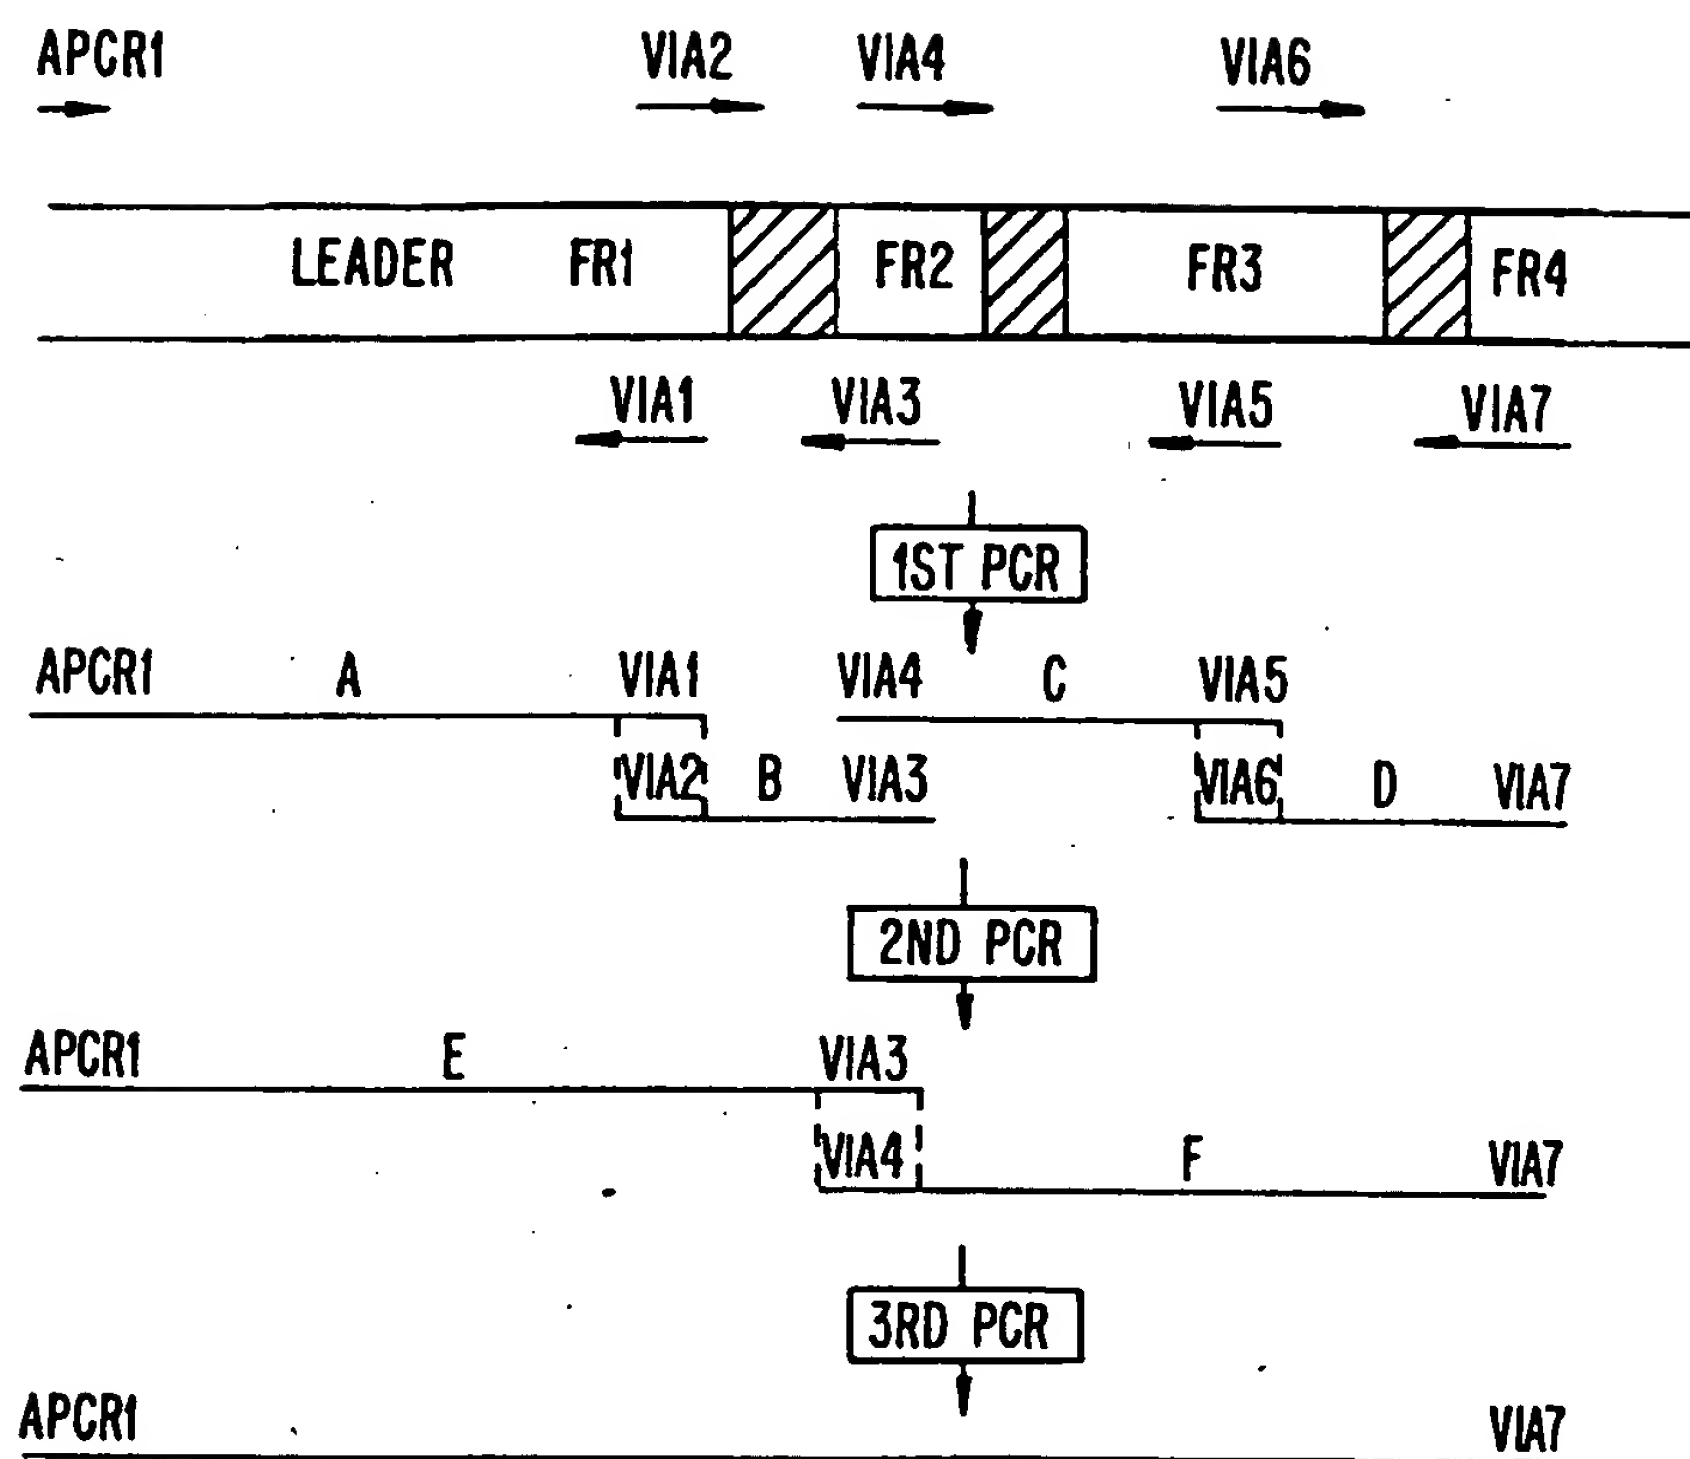 APCR1 VIA2 VIA4 VIA6
LEADER FR1 FR2 FR3 FR4
VIA1 VIA3 VIA5 VIA7
1ST PCR
APCR1 A VIA1 VIA4 C VIA5
VIA2 B VIA3 VIA6 D VIA7
2ND PCR
APCR1 E VIA3
VIA4 F VIA7
3RD PCR
APCR1 VIA7